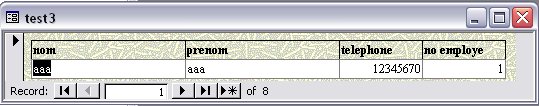 test3
nom prenom telephone no employe
aaa aaa 12345670 1
Record: 1 of 8